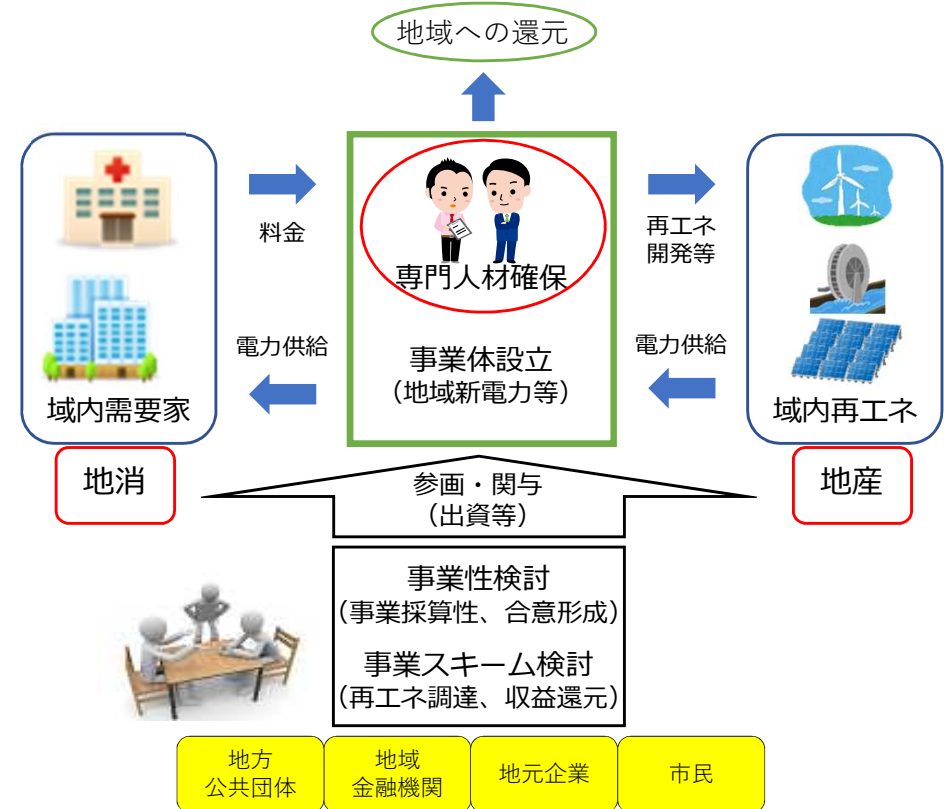 地域への還元
料金
電力供給
域内需要家
地消
専門人材確保
事業体設立
（地域新電力等）
再エネ
開発等
電力供給
域内再エネ
地産
参画・関与
（出資等）
事業性検討
（事業採算性、合意形成）
事業スキーム検討
（再エネ調達、収益還元）
地方
公共団体
地域
金融機関
地元企業
市民